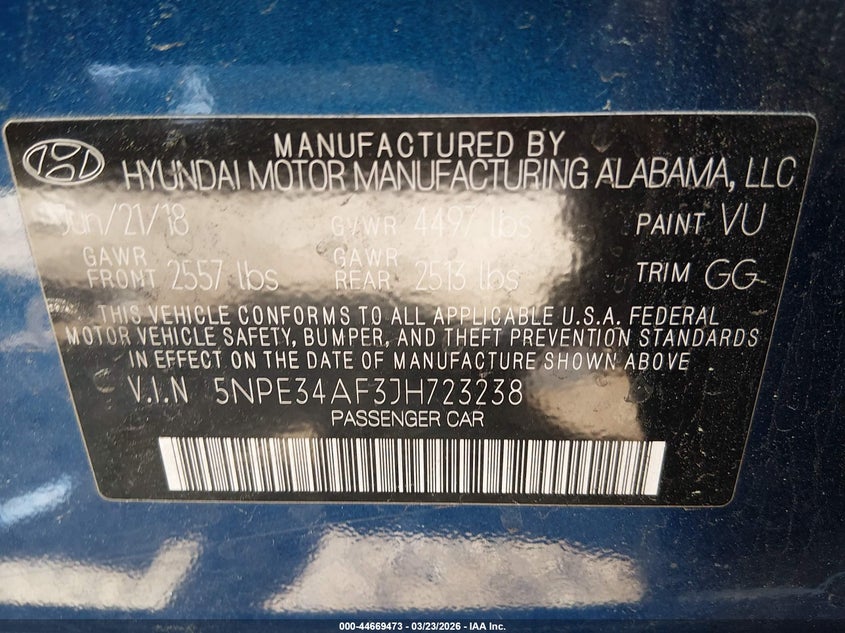 MANUFACTURED BY
HYUNDAI MOTOR MANUFACTURING ALABAMA, LLC
Jun/21/18 GVWR 4497 lbs PAINT VU
GAWR FRONT 2557 lbs GAWR REAR 2513 lbs TRIM GG
THIS VEHICLE CONFORMS TO ALL APPLICABLE U.S.A. FEDERAL
MOTOR VEHICLE SAFETY, BUMPER, AND THEFT PREVENTION STANDARDS
IN EFFECT ON THE DATE OF MANUFACTURE SHOWN ABOVE
V.I.N 5NPE34AF3JH723238
PASSENGER CAR
000-44669473 - 03/23/2026 - IAA Inc.